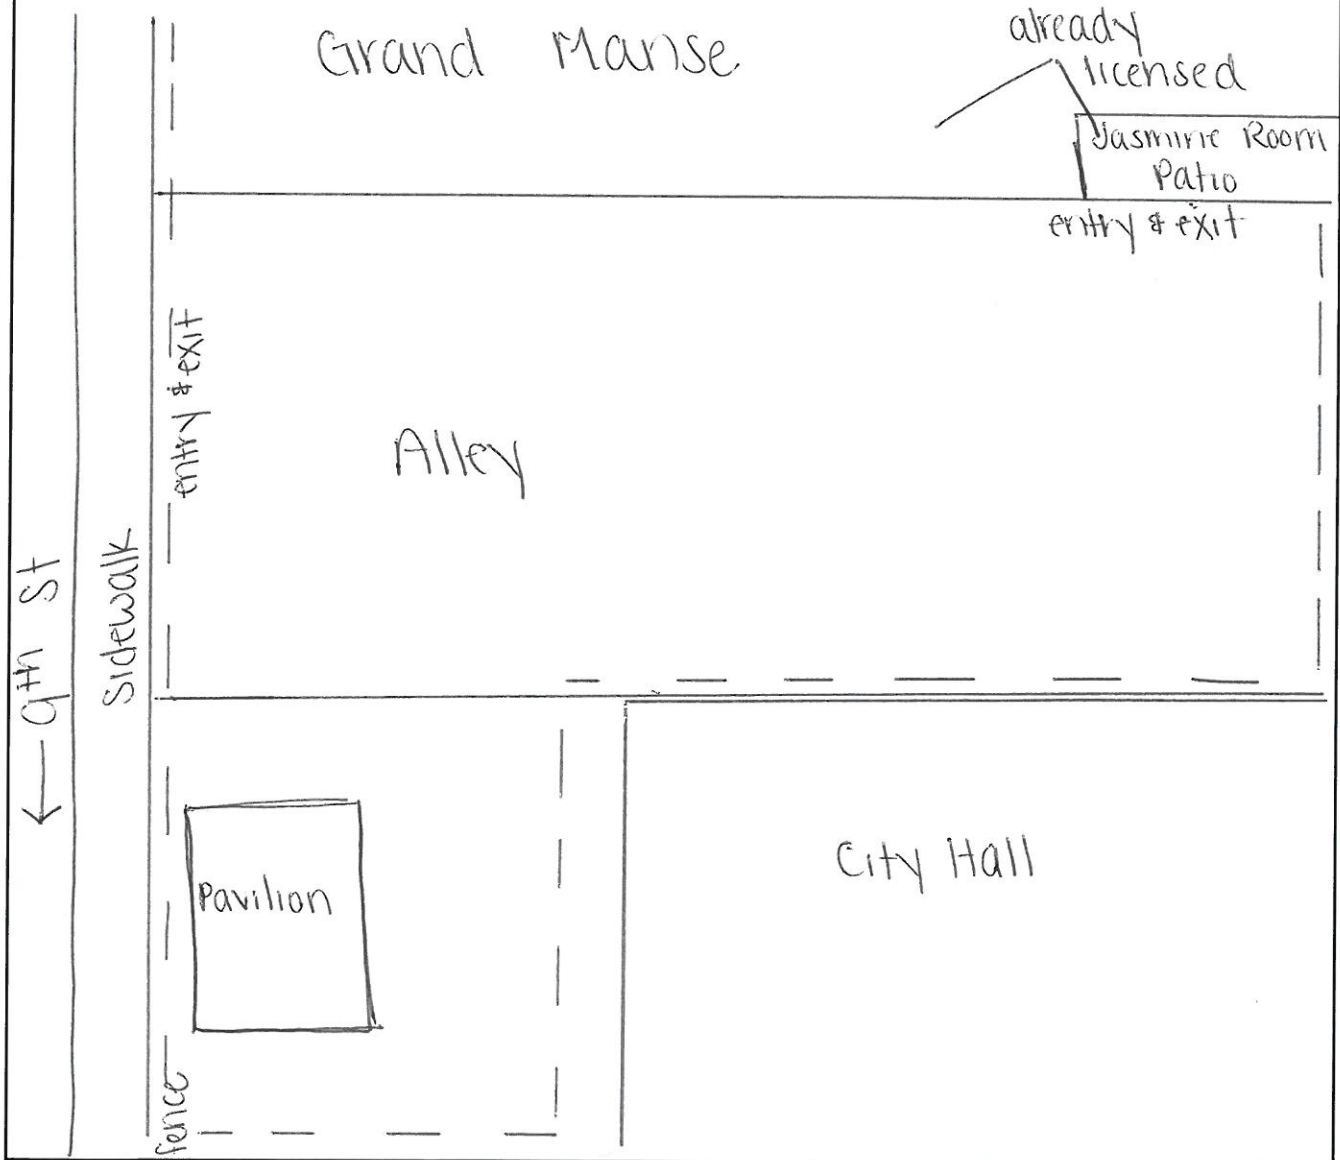 Grand Manse
already
licensed
Jasmine Room
Patio
entry & exit
entry & exit
Alley
Sidewalk
← 9th St
Pavilion
City Hall
fence